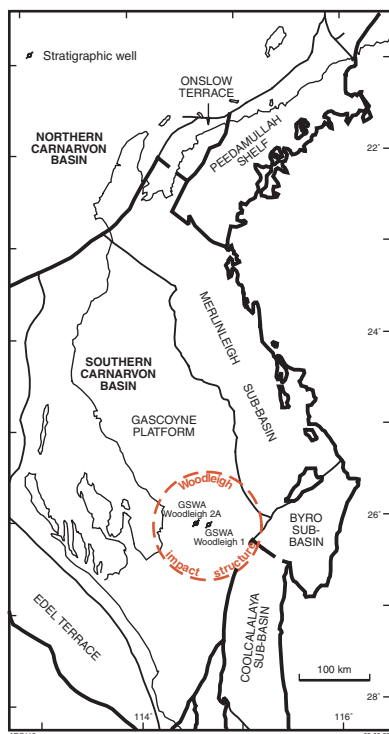 Stratigraphic well
ONSLOW
TERRACE
NORTHERN
CARNARVON
BASIN
PEEDAMULLAH
SHELF
22°
MERLINLEIGH
SUB-BASIN
24°
SOUTHERN
CARNARVON
BASIN
GASCOYNE
PLATFORM
Woodleigh
GSWA
Woodleigh 2A
GSWA
Woodleigh 1
impact structure
BYRO
SUB-
BASIN
26°
EDEL TERRACE
COOLCALALAYA
SUB-BASIN
100 km
28°
114°
116°